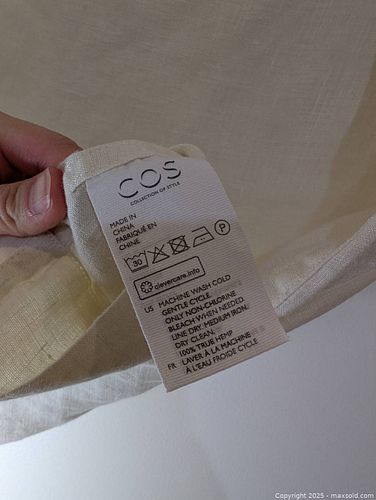 COS
COLLECTION OF STYLE
MADE IN
CHINA
FABRIQUÉ EN
CHINE
30
P
clevercare.info
US MACHINE WASH COLD
GENTLE CYCLE.
ONLY NON-CHLORINE
BLEACH WHEN NEEDED
LINE DRY. MEDIUM IRON.
DRY CLEAN.
100% TRUE HEMP
FR LAVER À LA MACHINE
À L'EAU FROIDE CYCLE
Copyright 2025 - maxsold.com